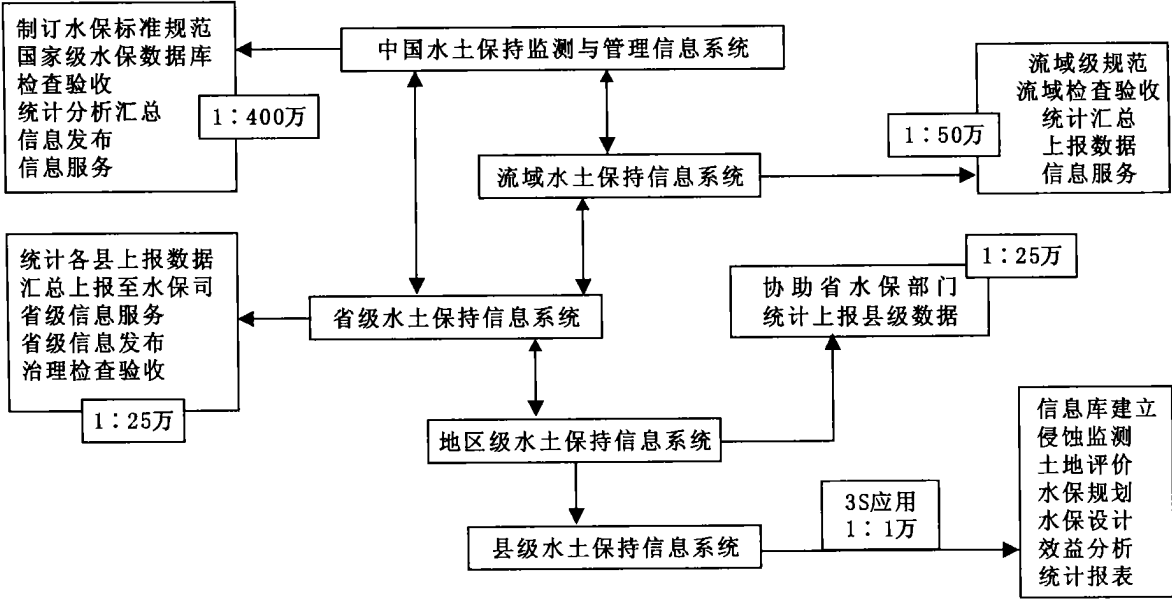 制订水保标准规范
国家级水保数据库
检查验收
统计分析汇总
信息发布
信息服务
1∶400万
中国水土保持监测与管理信息系统
流域级规范
流域检查验收
统计汇总
上报数据
信息服务
1∶50万
流域水土保持信息系统
统计各县上报数据
汇总上报至水保司
省级信息服务
省级信息发布
治理检查验收
1∶25万
省级水土保持信息系统
1∶25万
协助省水保部门
统计上报县级数据
地区级水土保持信息系统
县级水土保持信息系统
3S应用
1∶1万
信息库建立
侵蚀监测
土地评价
水保规划
水保设计
效益分析
统计报表